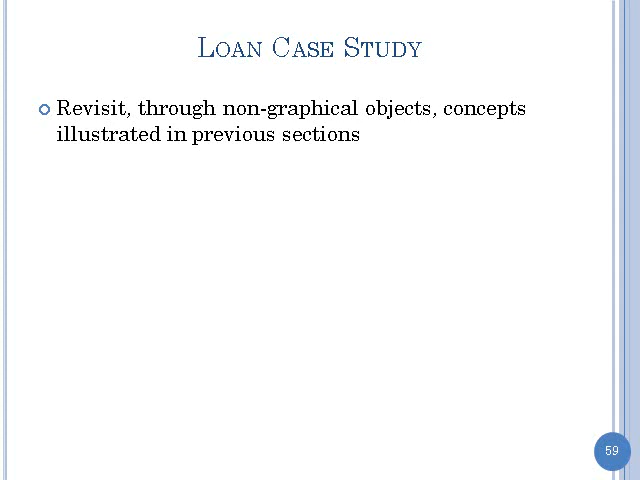 LOAN CASE STUDY
Revisit, through non-graphical objects, concepts
illustrated in previous sections
59